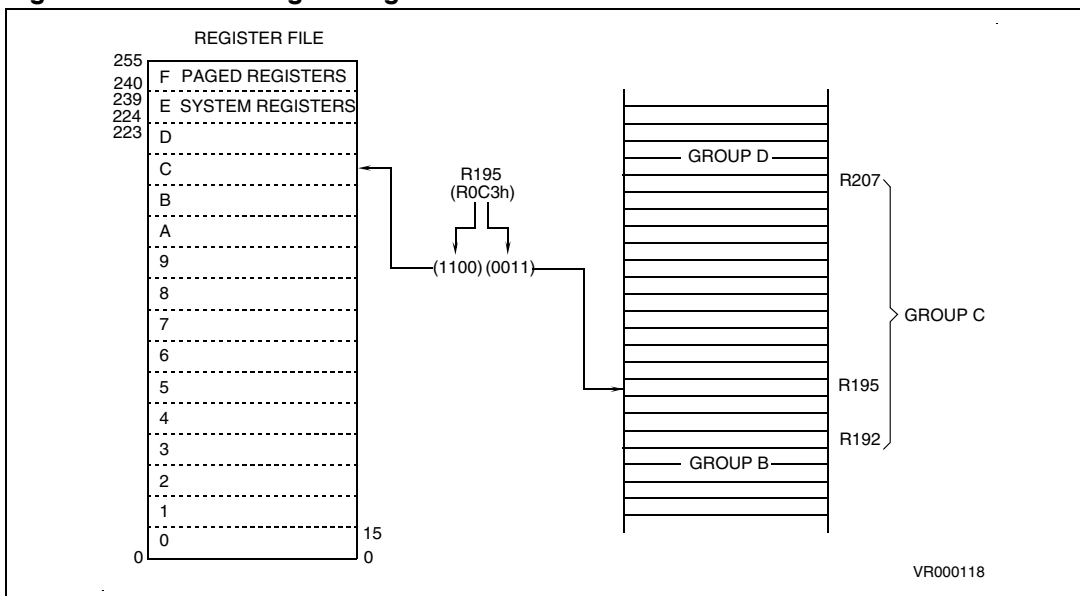 REGISTER FILE
255
240
239
224
223
F PAGED REGISTERS
E SYSTEM REGISTERS
D
C
B
A
9
8
7
6
5
4
3
2
1
0
15
0
0
R195
(R0C3h)
(1100) (0011)
GROUP D
R207
GROUP C
R195
R192
GROUP B
VR000118